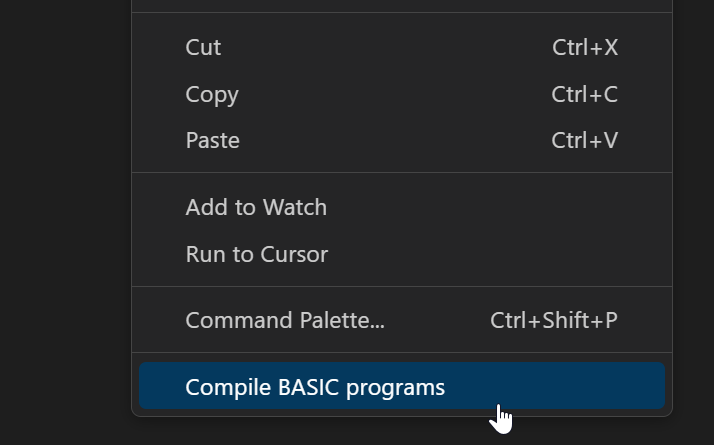 Cut Ctrl+X
Copy Ctrl+C
Paste Ctrl+V
Add to Watch
Run to Cursor
Command Palette... Ctrl+Shift+P
Compile BASIC programs